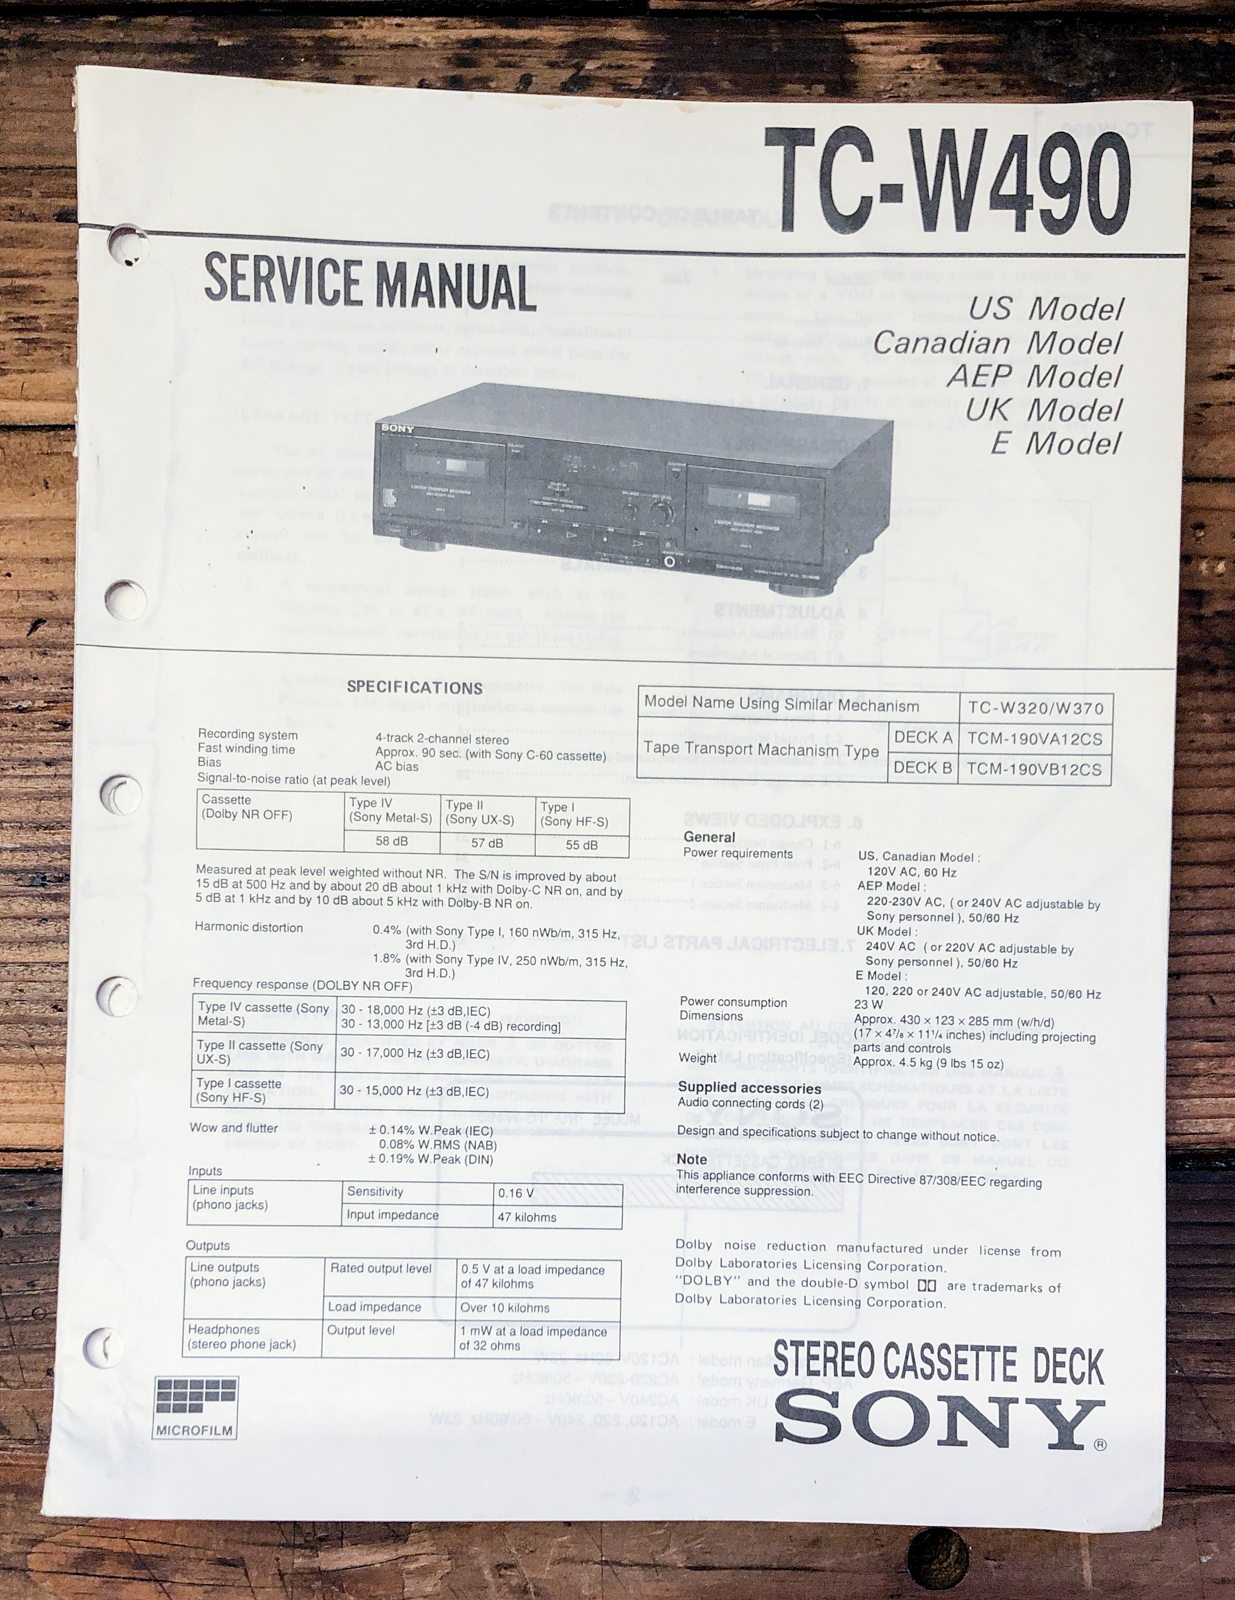 TC-W490
SERVICE MANUAL
US Model
Canadian Model
AEP Model
UK Model
E Model
SONY
SPECIFICATIONS
Recording system 4-track 2-channel stereo
Fast winding time Approx. 90 sec. (with Sony C-60 cassette)
Bias AC bias
Signal-to-noise ratio (at peak level)
Cassette (Dolby NR OFF) Type IV (Sony Metal-S) Type II (Sony UX-S) Type I (Sony HF-S)
58 dB 57 dB 55 dB
Measured at peak level weighted without NR. The S/N is improved by about
15 dB at 500 Hz and by about 20 dB about 1 kHz with Dolby-C NR on, and by
5 dB at 1 kHz and by 10 dB about 5 kHz with Dolby-B NR on.
Harmonic distortion 0.4% (with Sony Type I, 160 nWb/m, 315 Hz,
3rd H.D.)
1.8% (with Sony Type IV, 250 nWb/m, 315 Hz,
3rd H.D.)
Frequency response (DOLBY NR OFF)
Type IV cassette (Sony 30 - 18,000 Hz (±3 dB,IEC)
Metal-S) 30 - 13,000 Hz [±3 dB (-4 dB) recording]
Type II cassette (Sony
UX-S) 30 - 17,000 Hz (±3 dB,IEC)
Type I cassette
(Sony HF-S) 30 - 15,000 Hz (±3 dB,IEC)
Wow and flutter ± 0.14% W.Peak (IEC)
0.08% W.RMS (NAB)
± 0.19% W.Peak (DIN)
Inputs
Line inputs Sensitivity 0.16 V
(phono jacks) Input impedance 47 kilohms
Outputs
Line outputs Rated output level 0.5 V at a load impedance
(phono jacks) of 47 kilohms
Load impedance Over 10 kilohms
Headphones Output level 1 mW at a load impedance
(stereo phone jack) of 32 ohms
MICROFILM
Model Name Using Similar Mechanism TC-W320/W370
Tape Transport Machanism Type DECK A TCM-190VA12CS
DECK B TCM-190VB12CS
General
Power requirements US, Canadian Model :
120V AC, 60 Hz
AEP Model :
220-230V AC, ( or 240V AC adjustable by
Sony personnel ), 50/60 Hz
UK Model :
240V AC ( or 220V AC adjustable by
Sony personnel ), 50/60 Hz
E Model :
120, 220 or 240V AC adjustable, 50/60 Hz
Power consumption 23 W
Dimensions Approx. 430 × 123 × 285 mm (w/h/d)
(17 × 4 7/8 × 11 1/4 inches) including projecting
parts and controls
Weight Approx. 4.5 kg (9 lbs 15 oz)
Supplied accessories
Audio connecting cords (2)
Design and specifications subject to change without notice.
Note
This appliance conforms with EEC Directive 87/308/EEC regarding
interference suppression.
Dolby noise reduction manufactured under license from
Dolby Laboratories Licensing Corporation.
"DOLBY" and the double-D symbol are trademarks of
Dolby Laboratories Licensing Corporation.
STEREO CASSETTE DECK
SONY®